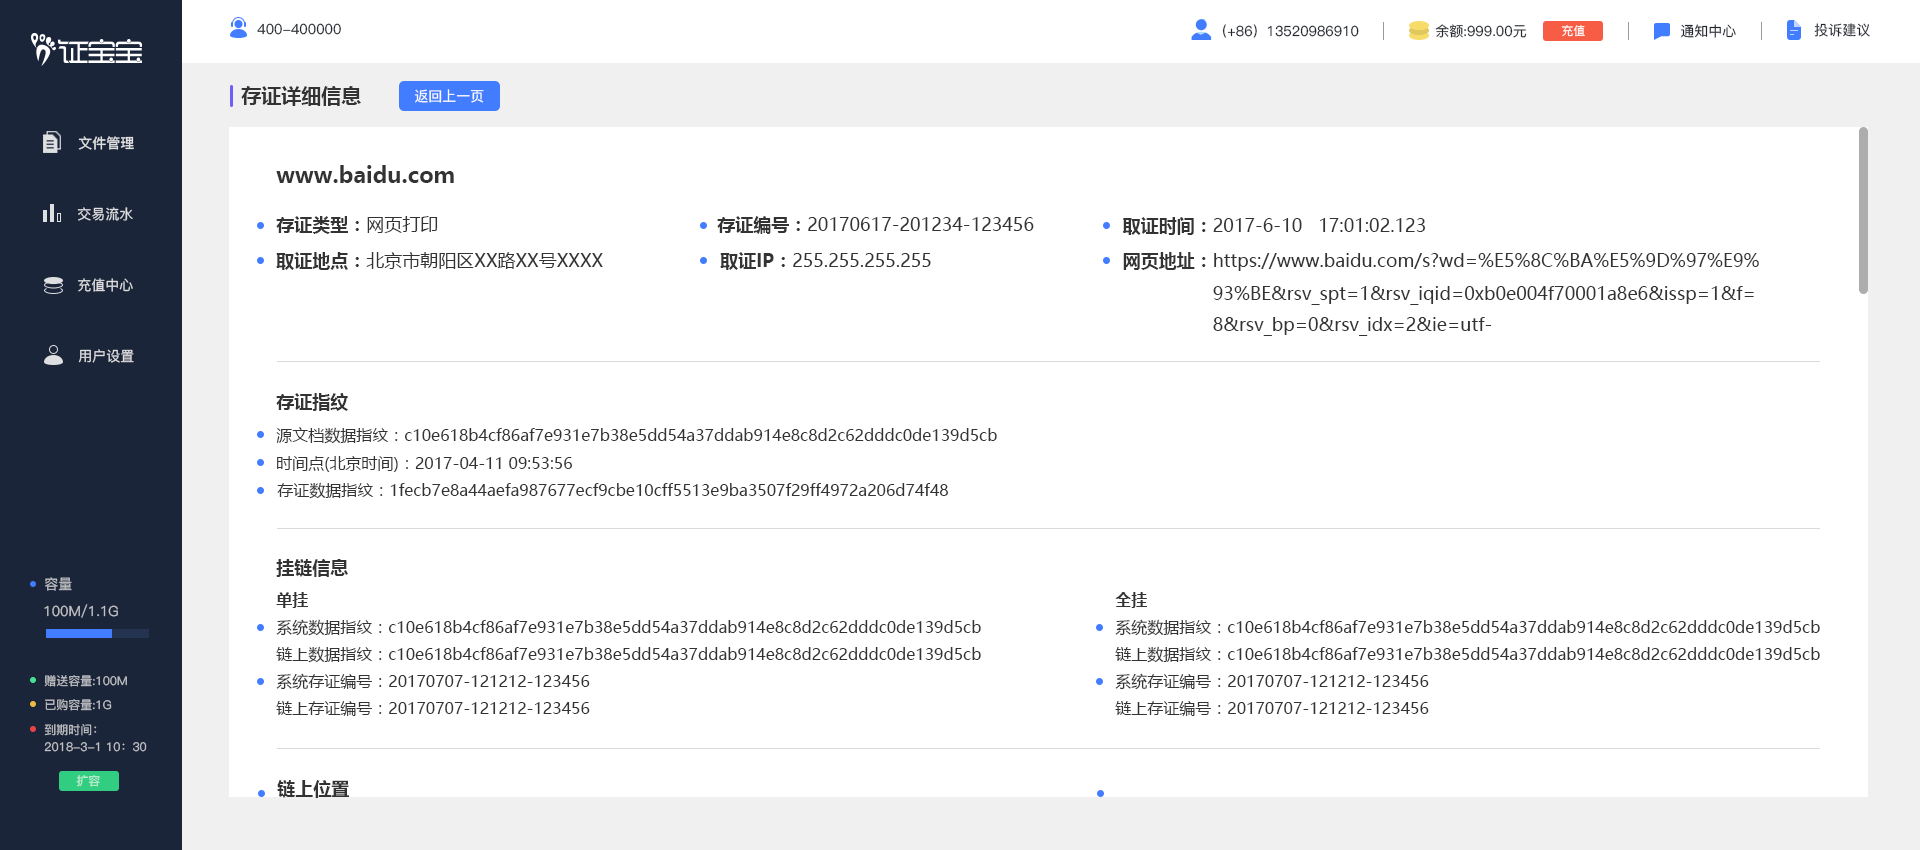 证宝宝
400-400000
(+86) 13520986910
余额:999.00元
充值
通知中心
投诉建议
文件管理
交易流水
充值中心
用户设置
容量
100M/1.1G
赠送容量:100M
已购容量:1G
到期时间:
2018-3-1 10: 30
扩容
存证详细信息
返回上一页
www.baidu.com
存证类型：网页打印
存证编号：20170617-201234-123456
取证时间：2017-6-10 17:01:02.123
取证地点：北京市朝阳区XX路XX号XXXX
取证IP：255.255.255.255
网页地址：https://www.baidu.com/s?wd=%E5%8C%BA%E5%9D%97%E9%
93%BE&rsv_spt=1&rsv_iqid=0xb0e004f70001a8e6&issp=1&f=
8&rsv_bp=0&rsv_idx=2&ie=utf-
存证指纹
源文档数据指纹：c10e618b4cf86af7e931e7b38e5dd54a37ddab914e8c8d2c62dddc0de139d5cb
时间点(北京时间)：2017-04-11 09:53:56
存证数据指纹：1fecb7e8a44aefa987677ecf9cbe10cff5513e9ba3507f29ff4972a206d74f48
挂链信息
单挂
系统数据指纹：c10e618b4cf86af7e931e7b38e5dd54a37ddab914e8c8d2c62dddc0de139d5cb
链上数据指纹：c10e618b4cf86af7e931e7b38e5dd54a37ddab914e8c8d2c62dddc0de139d5cb
系统存证编号：20170707-121212-123456
链上存证编号：20170707-121212-123456
全挂
系统数据指纹：c10e618b4cf86af7e931e7b38e5dd54a37ddab914e8c8d2c62dddc0de139d5cb
链上数据指纹：c10e618b4cf86af7e931e7b38e5dd54a37ddab914e8c8d2c62dddc0de139d5cb
系统存证编号：20170707-121212-123456
链上存证编号：20170707-121212-123456
链上位置